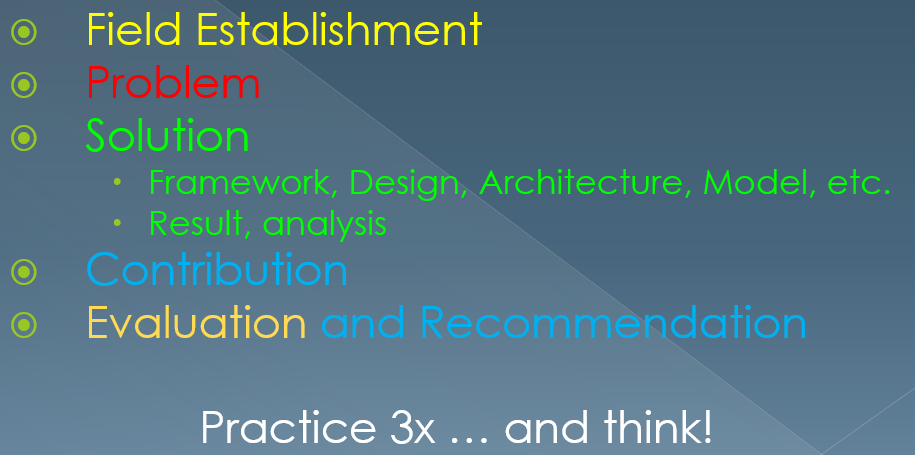 Field Establishment
Problem
Solution
Framework, Design, Architecture, Model, etc.
Result, analysis
Contribution
Evaluation and Recommendation
Practice 3x … and think!